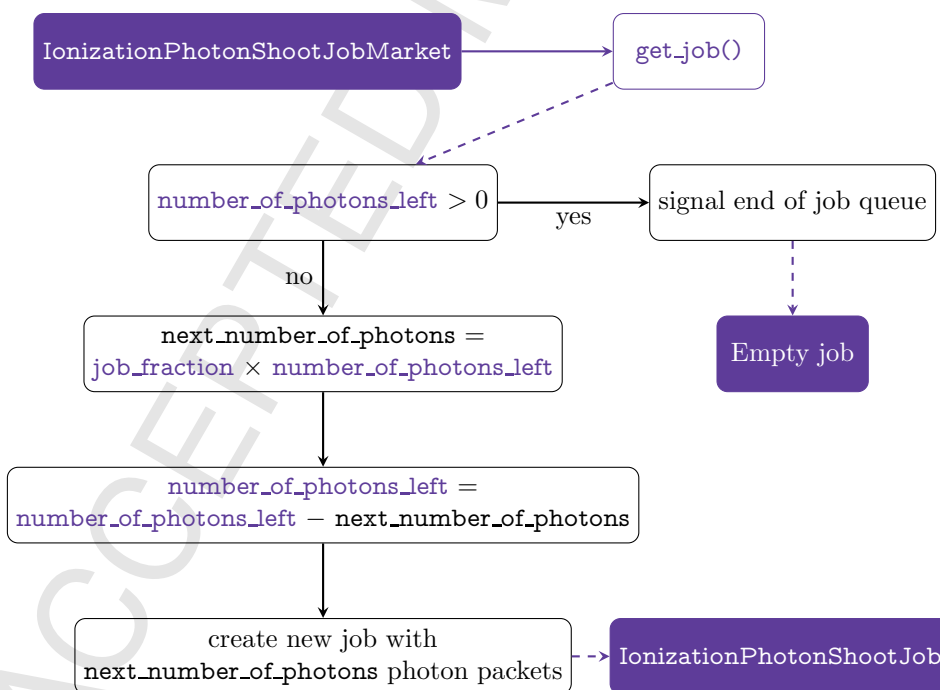 IonizationPhotonShootJobMarket
get_job()
number_of_photons_left > 0
yes
signal end of job queue
no
next_number_of_photons =
job_fraction × number_of_photons_left
Empty job
number_of_photons_left =
number_of_photons_left − next_number_of_photons
create new job with
next_number_of_photons photon packets
IonizationPhotonShootJob
ACCEPTED M